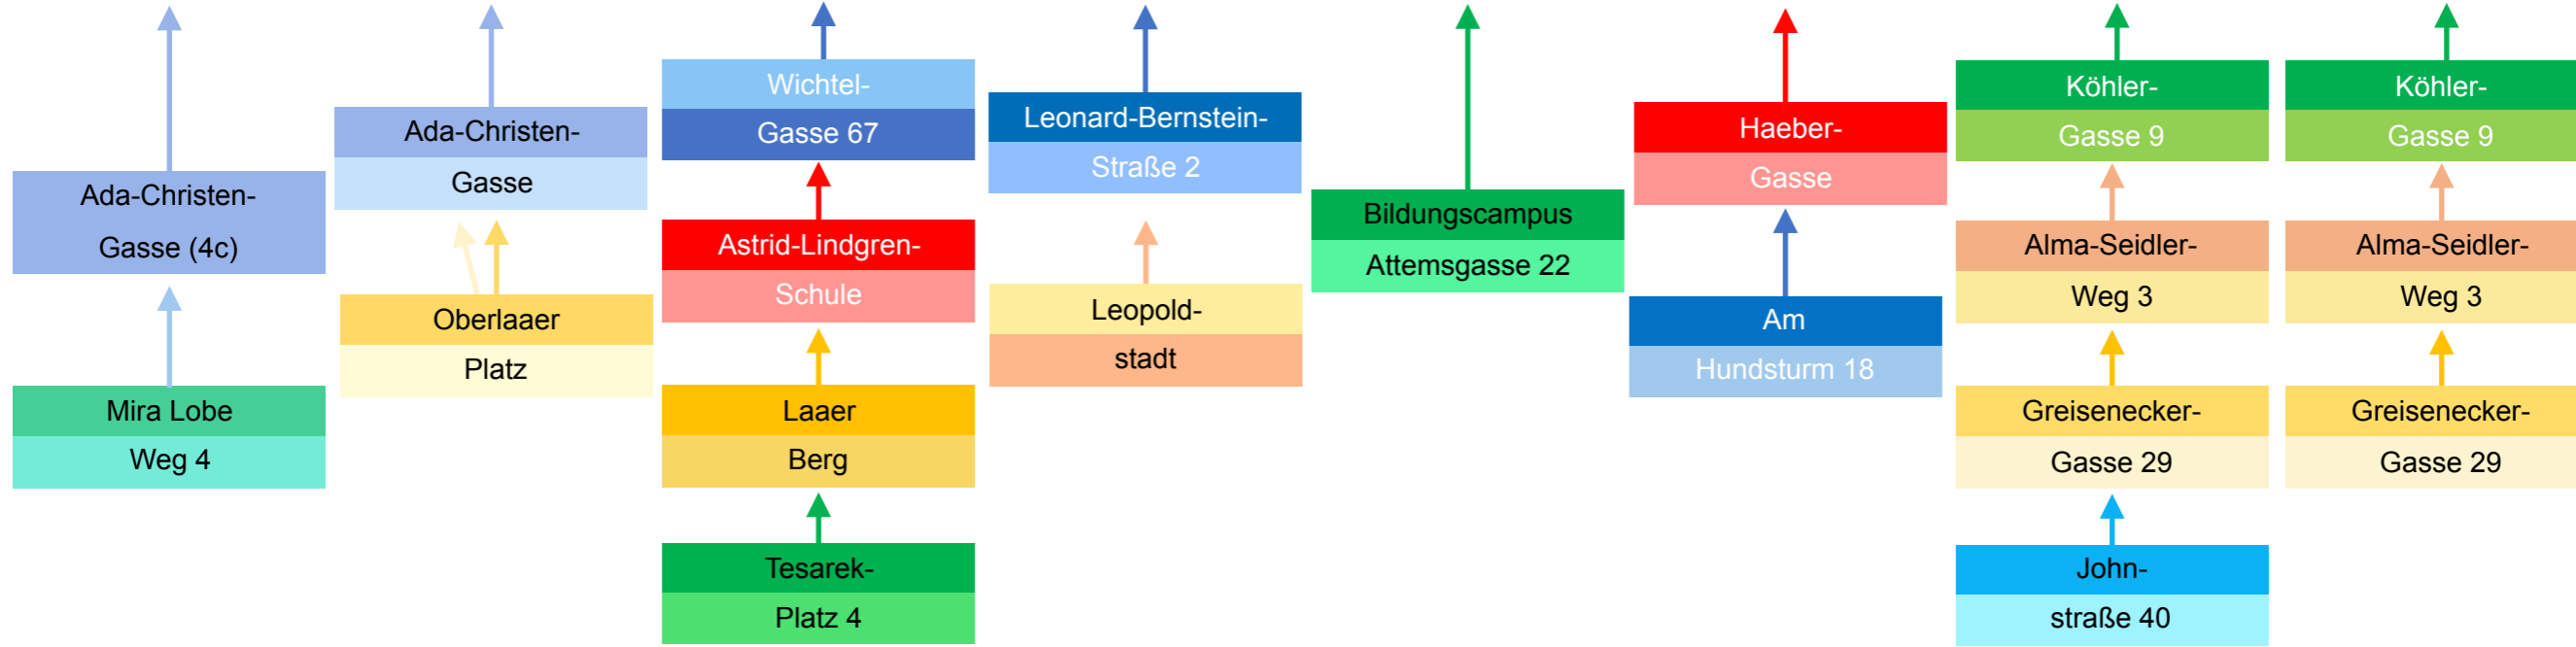 Ada-Christen-
Gasse (4c)
Mira Lobe
Weg 4
Ada-Christen-
Gasse
Oberlaaer
Platz
Wichtel-
Gasse 67
Astrid-Lindgren-
Schule
Laaer
Berg
Tesarek-
Platz 4
Leonard-Bernstein-
Straße 2
Leopold-
stadt
Bildungscampus
Attemsgasse 22
Haeber-
Gasse
Am
Hundsturm 18
Köhler-
Gasse 9
Alma-Seidler-
Weg 3
Greisenecker-
Gasse 29
John-
straße 40
Köhler-
Gasse 9
Alma-Seidler-
Weg 3
Greisenecker-
Gasse 29